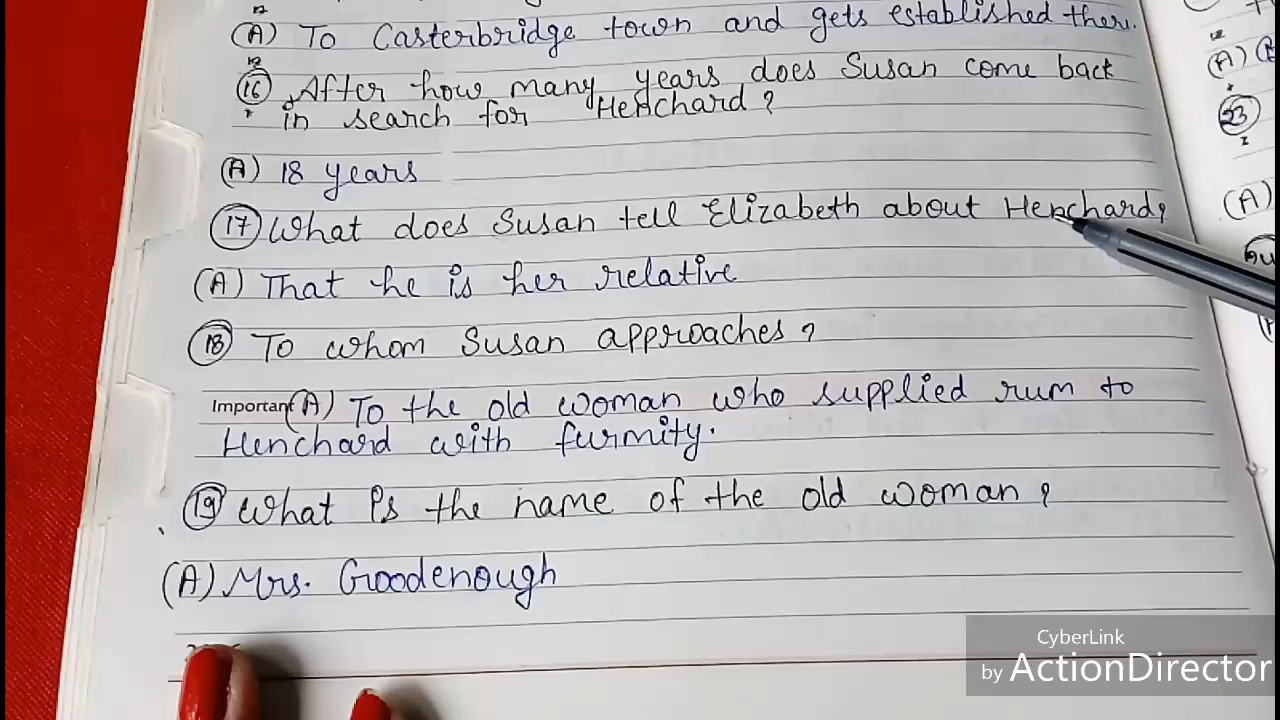 (A) To Casterbridge town and gets established there.
(16) After how many years does Susan come back
in search for Henchard?
(A) 18 years
(17) What does Susan tell Elizabeth about Henchard?
(A) That he is her relative
(18) To whom Susan approaches?
Important (A) To the old woman who supplied rum to
Henchard with furmity.
(19) What is the name of the old woman?
(A) Mrs. Goodenough
(A)
(23)
(A)
CyberLink
by ActionDirector